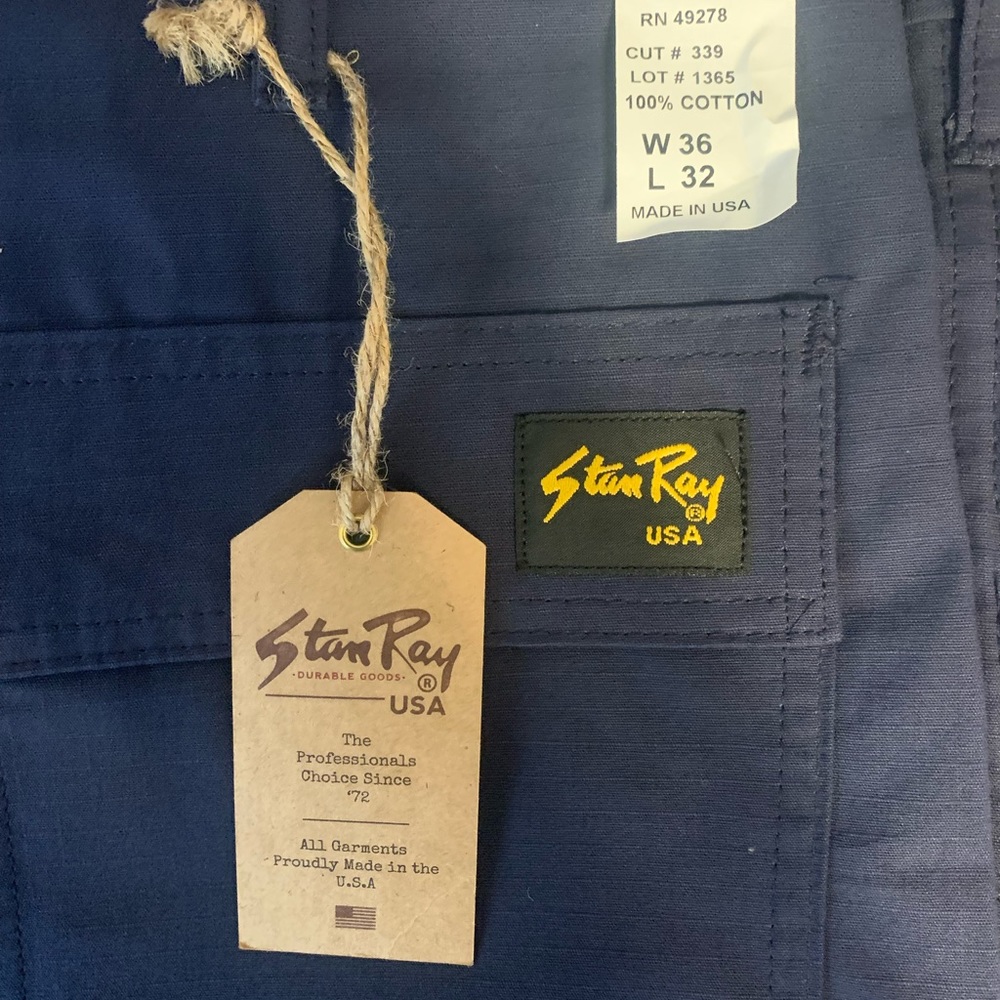 RN 49278
CUT # 339
LOT # 1365
100% COTTON
W 36
L 32
MADE IN USA
Stan Ray
®
USA
Stan Ray
·DURABLE GOODS·
®
USA
The
Professionals
Choice Since
‘72
All Garments
Proudly Made in the
U.S.A